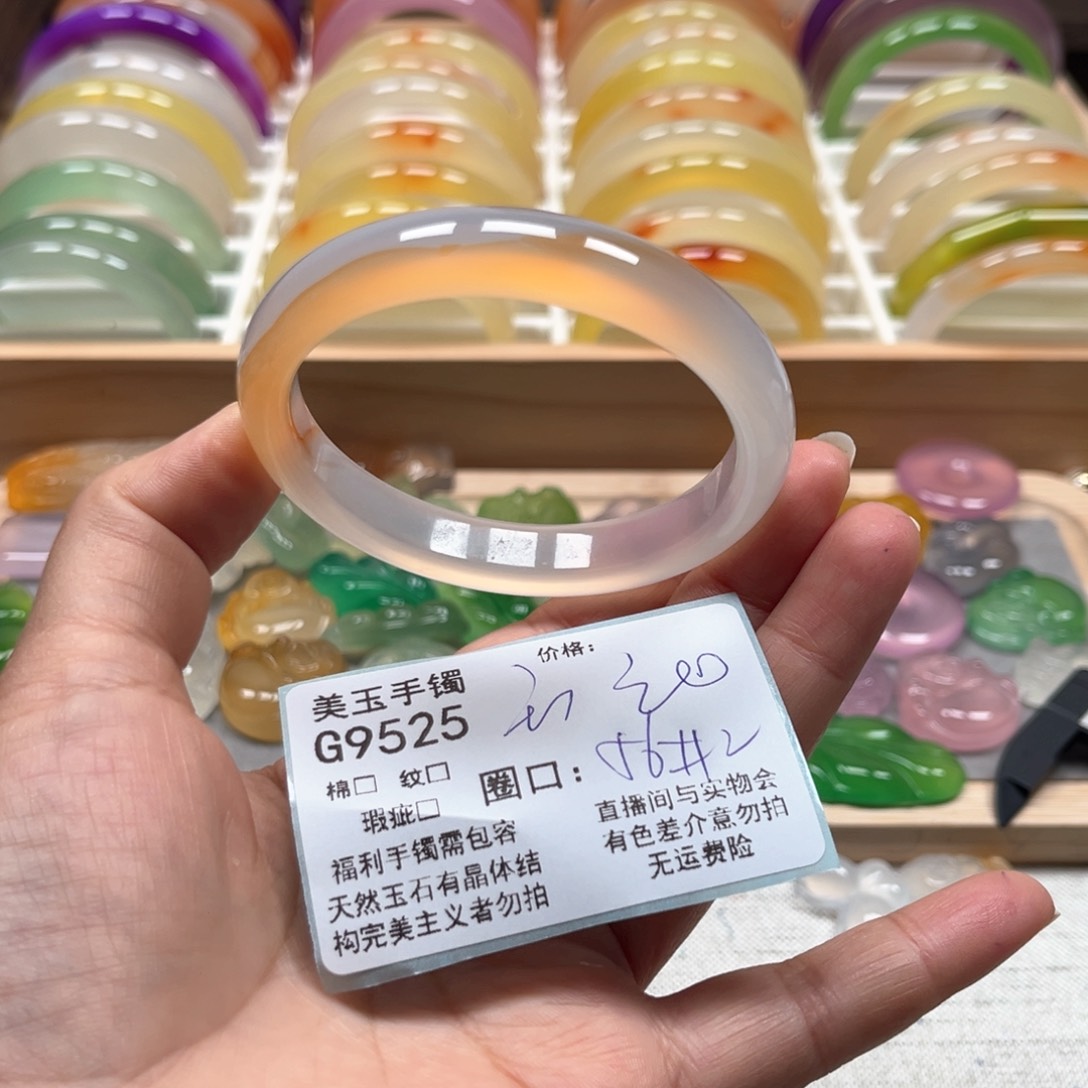 价格:
美玉手镯
G9525
棉□ 纹□
瑕疵□
圈口: 56#2
福利手镯需包容
天然玉石有晶体结
构完美主义者勿拍
直播间与实物会
有色差介意勿拍
无运费险